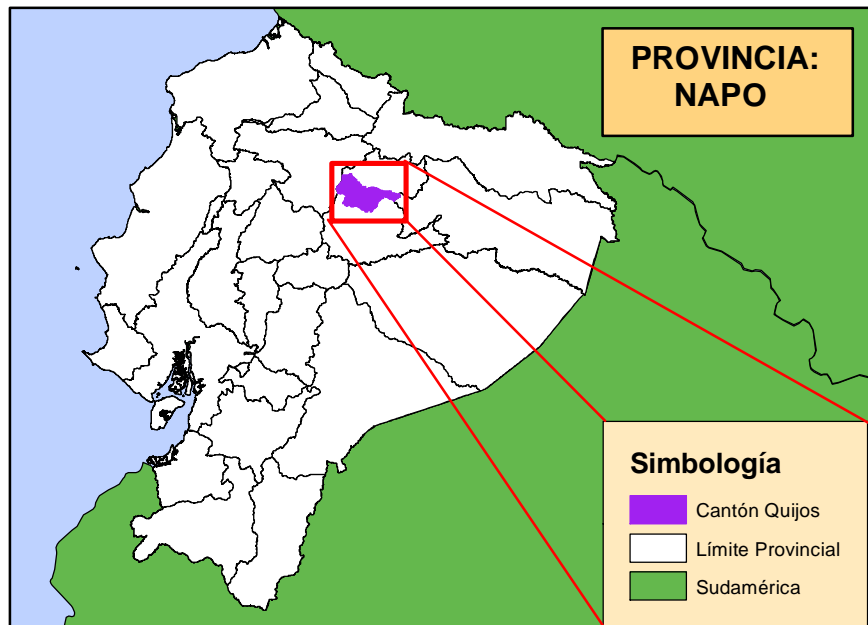 PROVINCIA:
NAPO
Simbología
Cantón Quijos
Límite Provincial
Sudamérica